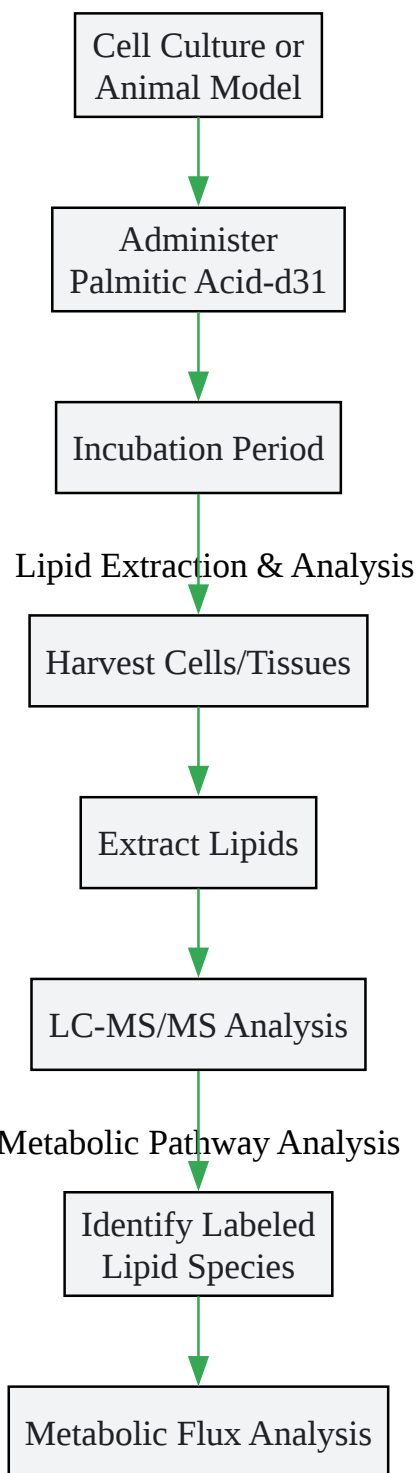 Cell Culture or
Animal Model
Administer
Palmitic Acid-d31
Incubation Period
Lipid Extraction & Analysis
Harvest Cells/Tissues
Extract Lipids
LC-MS/MS Analysis
Metabolic Pathway Analysis
Identify Labeled
Lipid Species
Metabolic Flux Analysis